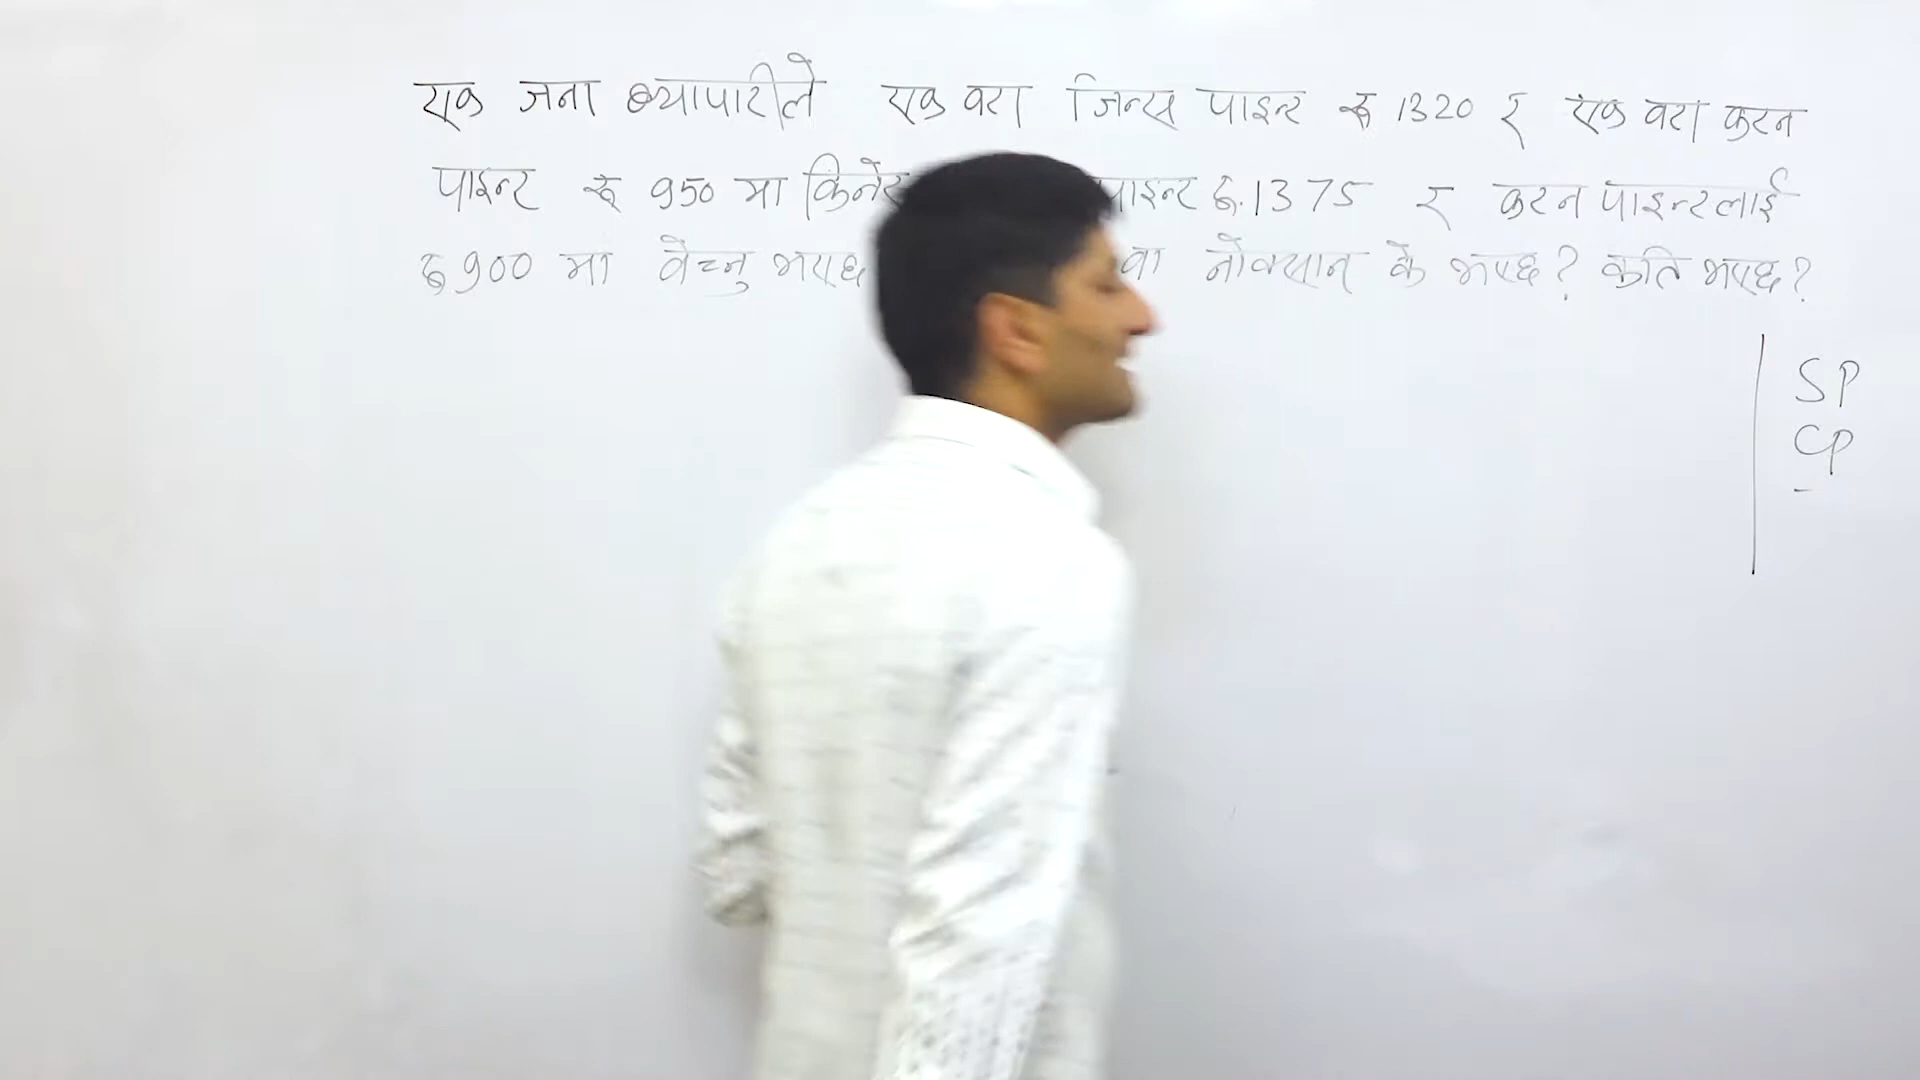 एक जना ब्यापारीले एक वटा जिन्स पाइन्ट रू 1320 र एक वटा कटन
पाइन्ट रू 950 मा किनेर पाइन्ट रु.1375 र कटन पाइन्टलाई
रु 900 मा वेच्नु भएछ वा नोक्सान के भएछ? कति भएछ?
SP
CP